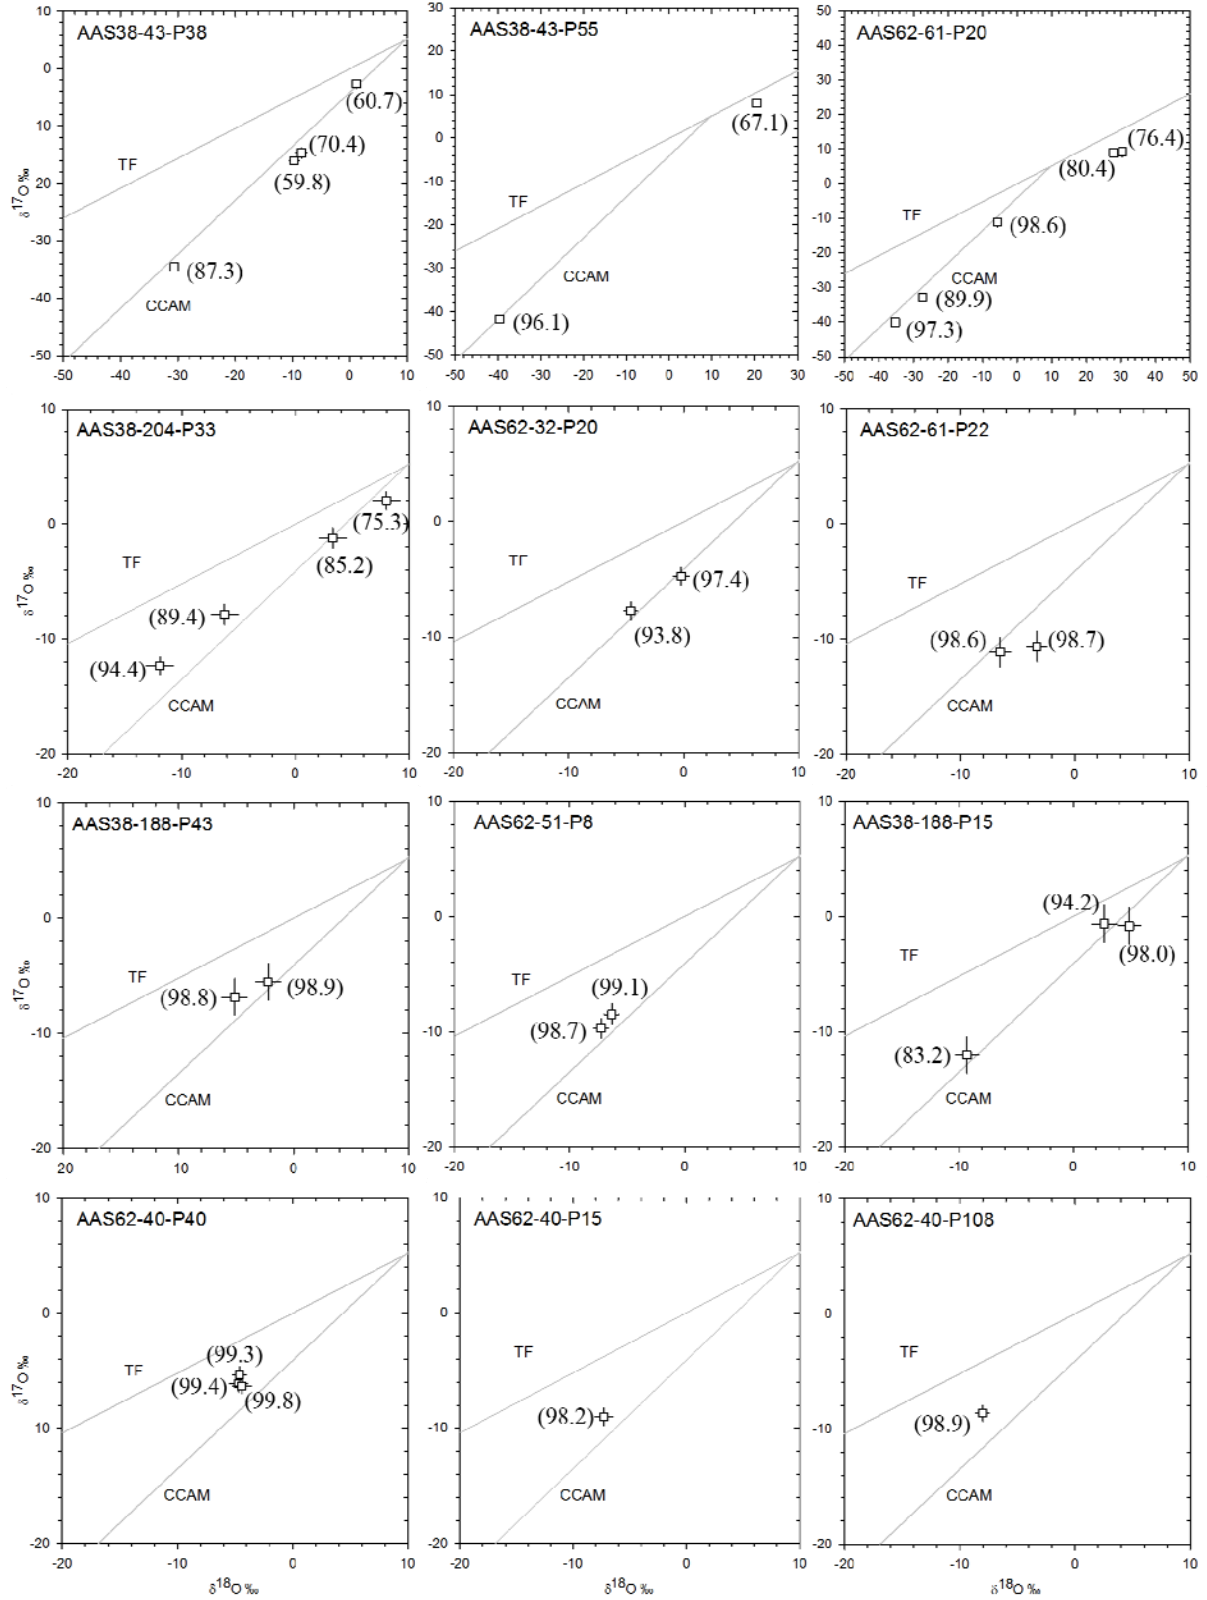 AAS38-43-P38
10
0
10
20
-30
-40
-50
-50 -40 -30 -20 -10 0 10
δ17O ‰
TF
CCAM
(60.7)
(70.4)
(59.8)
(87.3)
AAS38-43-P55
30
20
10
0
-10
-20
-30
-40
-50
-50 -40 -30 -20 -10 0 10 20 30
TF
CCAM
(67.1)
(96.1)
AAS62-61-P20
50
40
30
20
10
0
-10
-20
-30
-40
-50
-50 -40 -30 -20 -10 0 10 20 30 40 50
TF
CCAM
(76.4)
(80.4)
(98.6)
(89.9)
(97.3)
AAS38-204-P33
10
0
-10
-20
-20 -10 0 10
δ17O ‰
TF
CCAM
(75.3)
(85.2)
(89.4)
(94.4)
AAS62-32-P20
10
0
-10
-20
-20 -10 0 10
TF
CCAM
(97.4)
(93.8)
AAS62-61-P22
10
0
-10
-20
-20 -10 0 10
TF
CCAM
(98.6)
(98.7)
AAS38-188-P43
10
0
-10
-20
20 10 0 10
δ17O ‰
TF
CCAM
(98.8)
(98.9)
AAS62-51-P8
10
0
-10
-20
-20 -10 0 10
TF
CCAM
(99.1)
(98.7)
AAS38-188-P15
10
0
-10
-20
-20 -10 0 10
TF
CCAM
(94.2)
(98.0)
(83.2)
AAS62-40-P40
10
0
10
-20
-20 -10 0 10
δ17O ‰
δ18O ‰
TF
CCAM
(99.3)
(99.4)
(99.8)
AAS62-40-P15
10
0
-10
-20
-20 -10 0 10
δ18O ‰
TF
CCAM
(98.2)
AAS62-40-P108
10
0
-10
-20
-20 -10 0 10
δ18O ‰
TF
CCAM
(98.9)